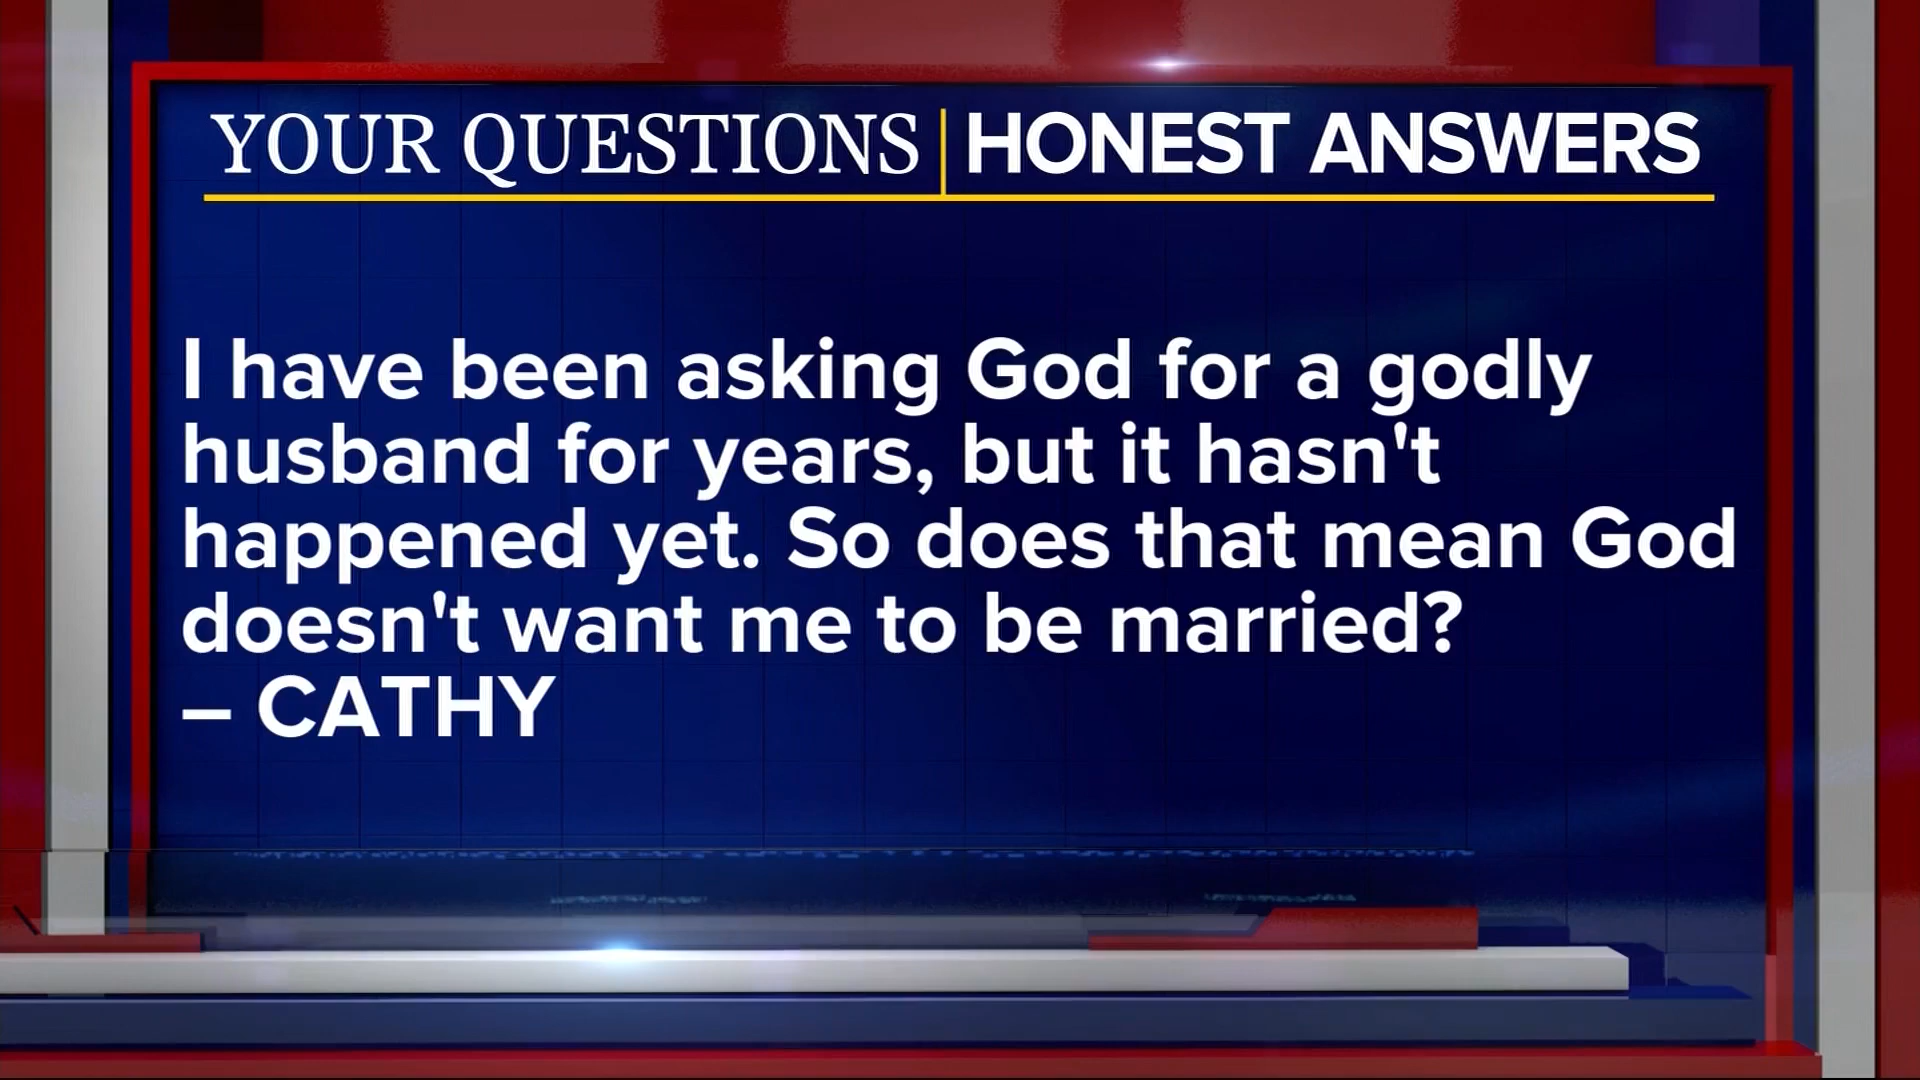 YOUR QUESTIONS | HONEST ANSWERS
I have been asking God for a godly
husband for years, but it hasn't
happened yet. So does that mean God
doesn't want me to be married?
– CATHY